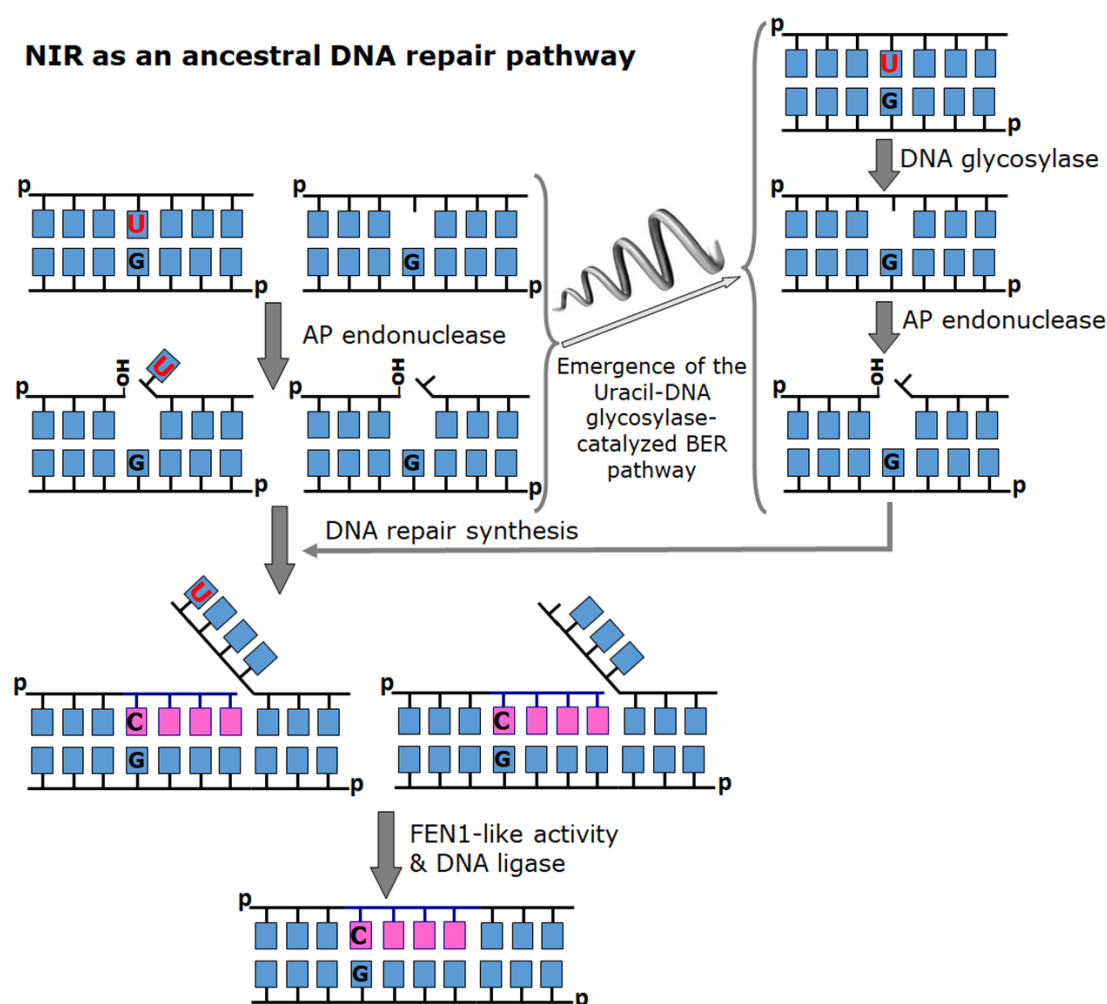 NIR as an ancestral DNA repair pathway
p
U
G
p
DNA glycosylase
p
G
p
AP endonuclease
OH
p
G
p
p
U
G
p
p
G
p
AP endonuclease
OH
U
p
G
p
OH
p
G
p
Emergence of the
Uracil-DNA
glycosylase-
catalyzed BER
pathway
DNA repair synthesis
U
p
C
G
p
p
C
G
p
FEN1-like activity
& DNA ligase
p
C
G
p